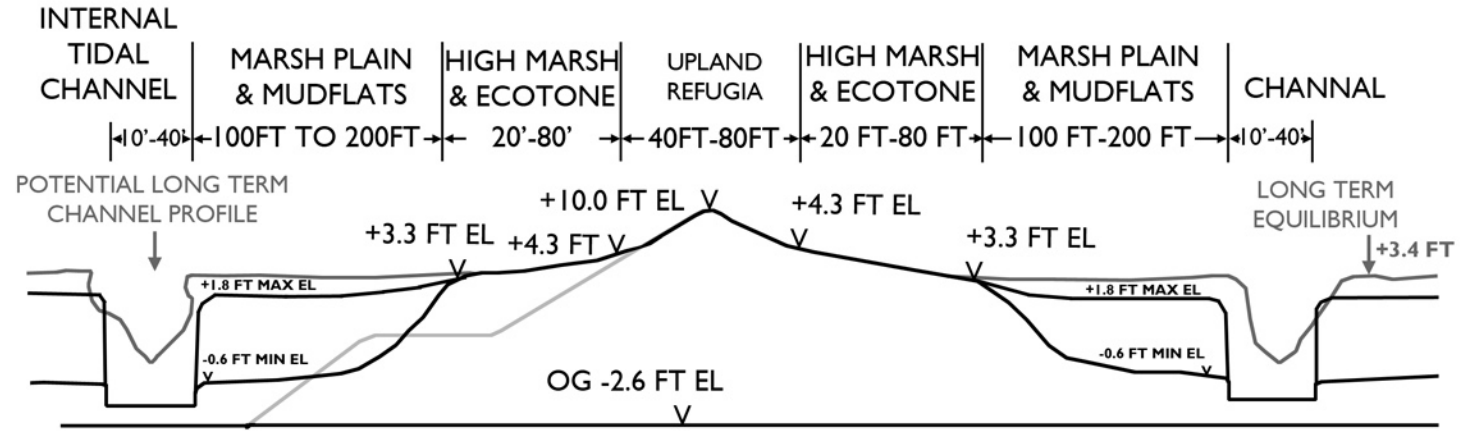 INTERNAL
TIDAL
CHANNEL
MARSH PLAIN
& MUDFLATS
HIGH MARSH
& ECOTONE
UPLAND
REFUGIA
HIGH MARSH
& ECOTONE
MARSH PLAIN
& MUDFLATS
CHANNAL
10'-40'
100FT TO 200FT
20'-80'
40FT-80FT
20 FT-80 FT
100 FT-200 FT
10'-40'
POTENTIAL LONG TERM
CHANNEL PROFILE
+10.0 FT EL
+4.3 FT EL
LONG TERM
EQUILIBRIUM
+3.3 FT EL
+4.3 FT
+3.3 FT EL
+3.4 FT
+1.8 FT MAX EL
+1.8 FT MAX EL
-0.6 FT MIN EL
-0.6 FT MIN EL
OG -2.6 FT EL